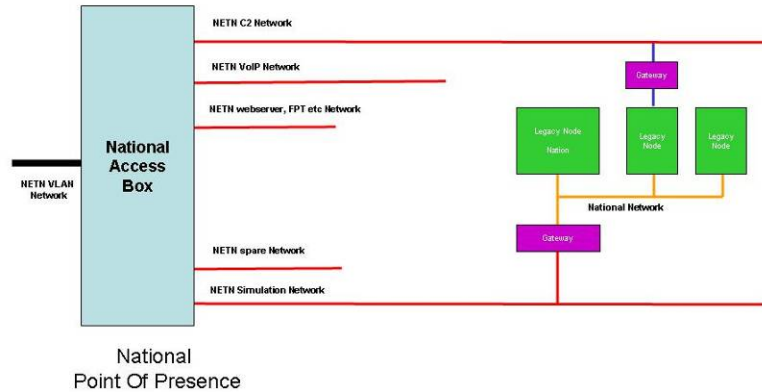 NETN C2 Network
NETN VoIP Network
NETN webserver, FPT etc Network
National
Access
Box
NETN VLAN
Network
Gateway
Legacy Node
Nation
Legacy
Node
Legacy
Node
National Network
Gateway
NETN spare Network
NETN Simulation Network
National
Point Of Presence